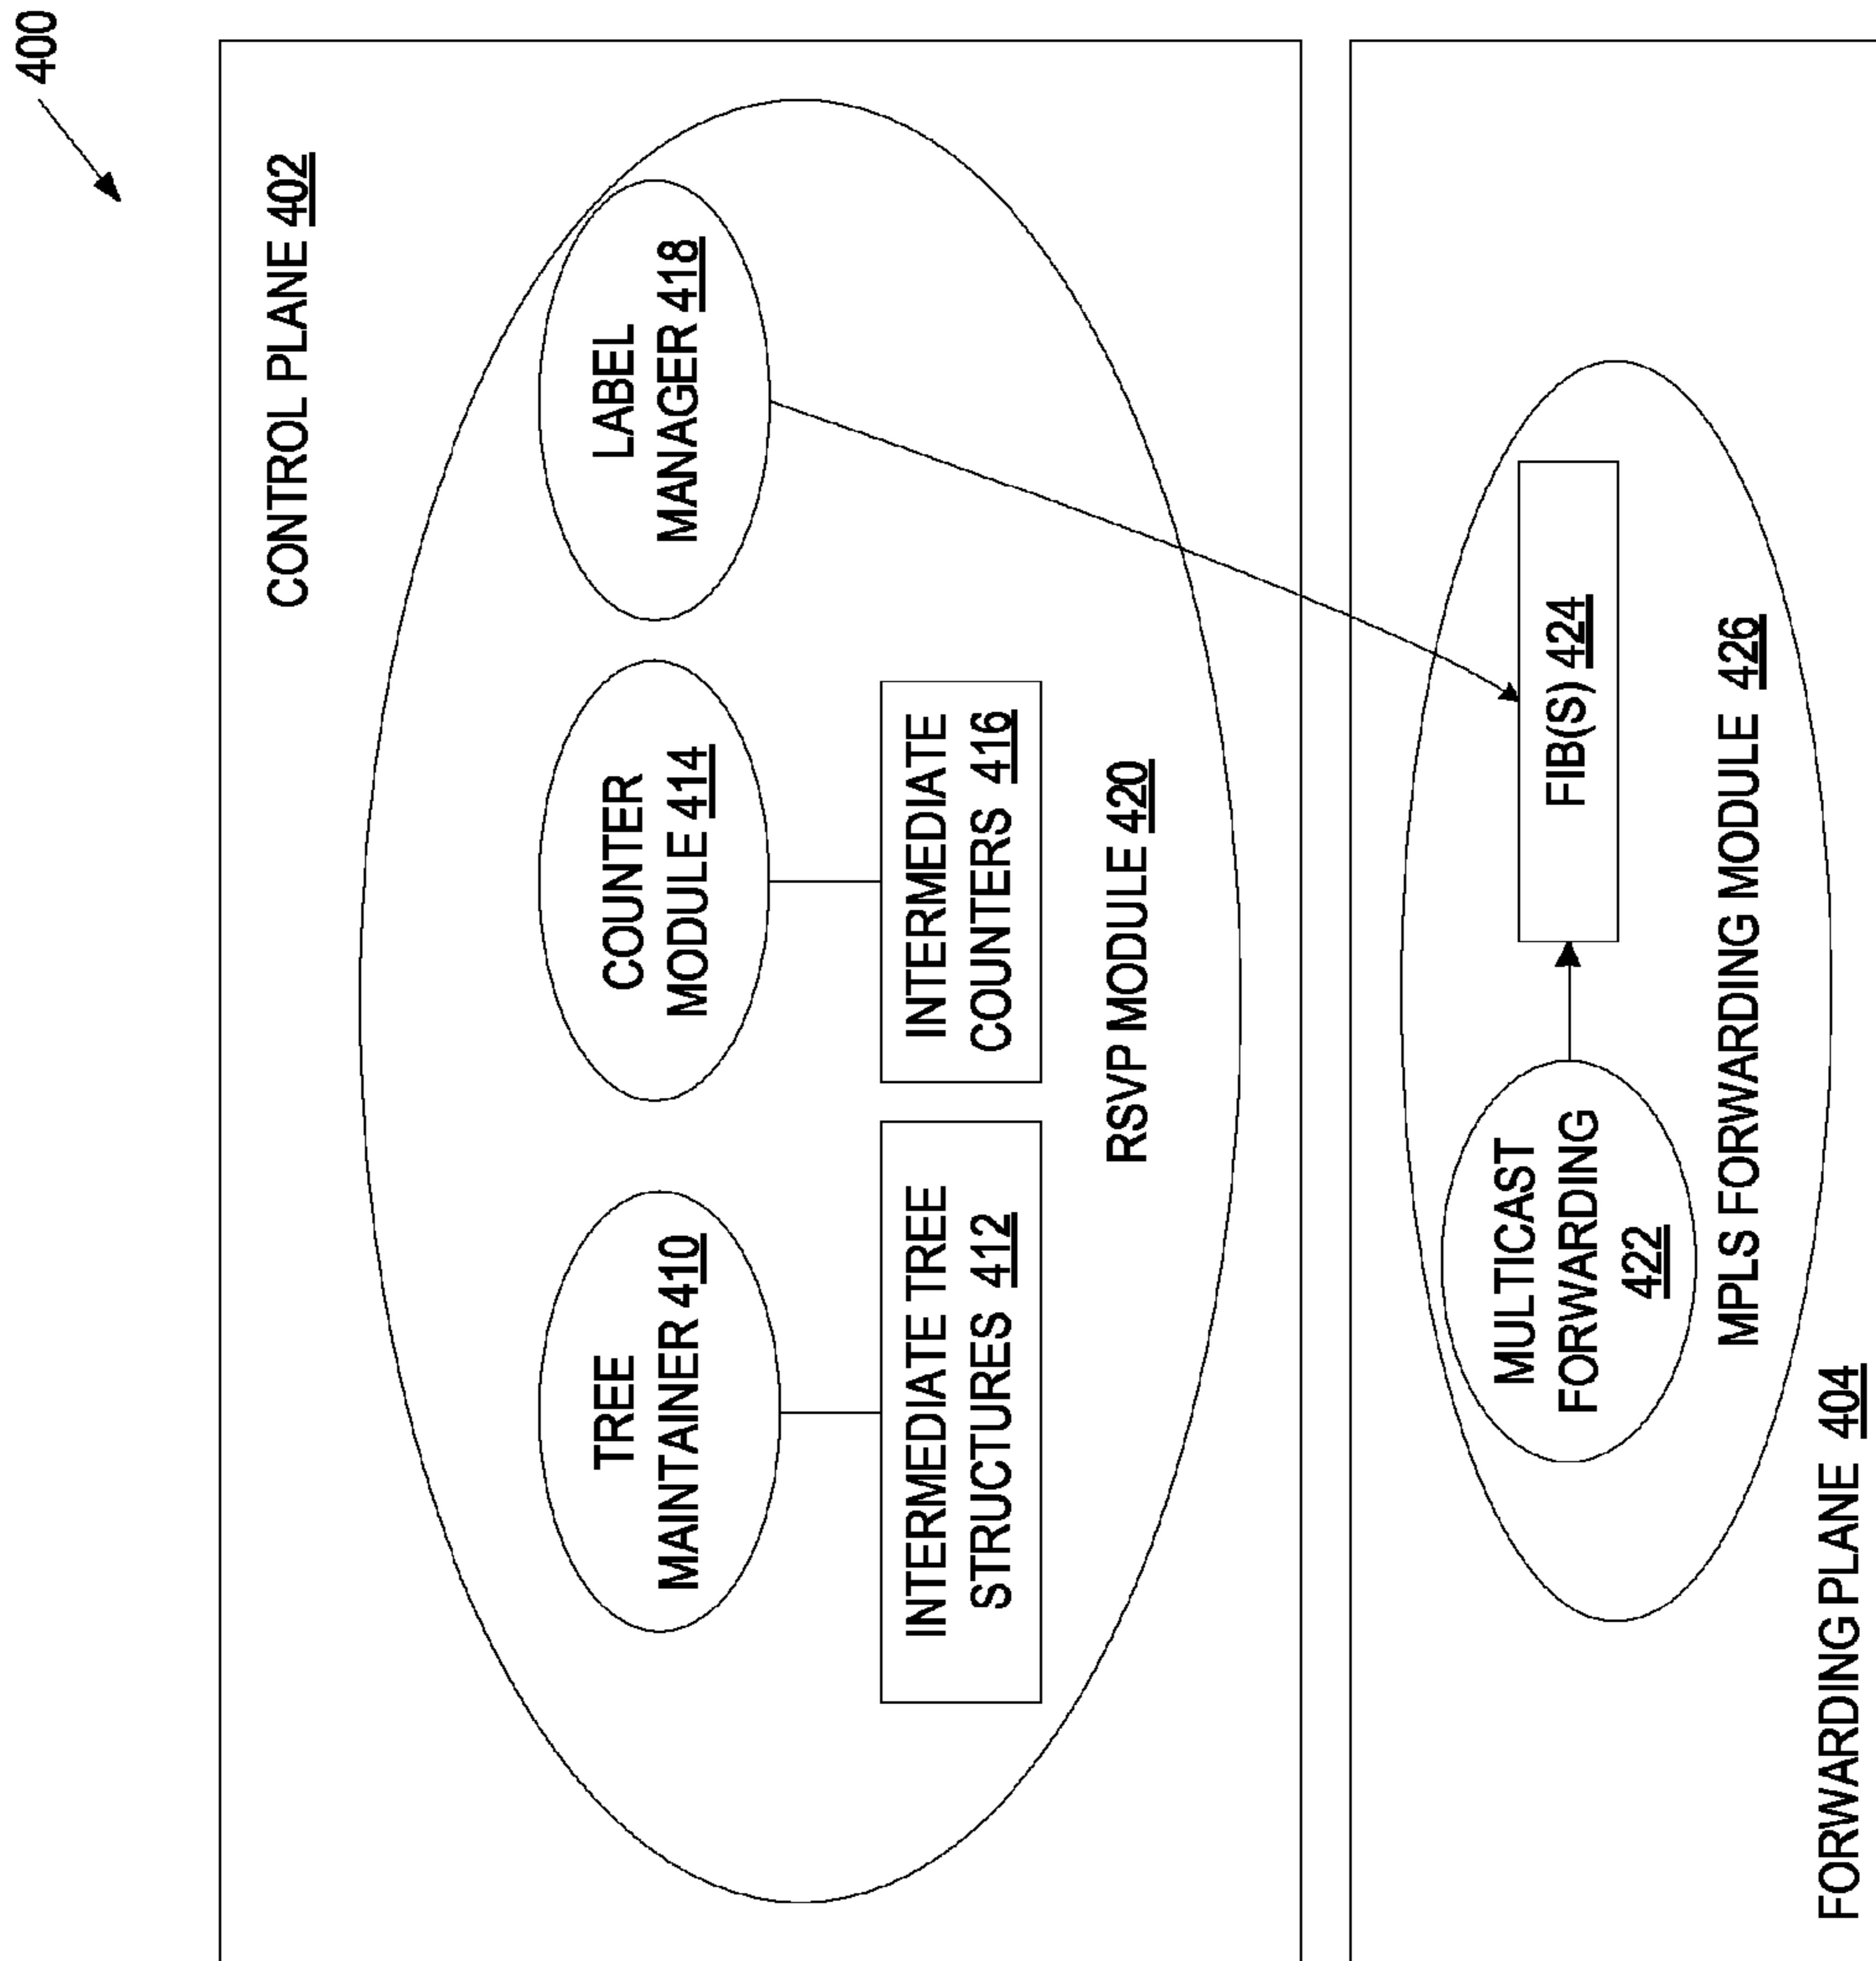 400
CONTROL PLANE 402
TREE
MAINTAINER 410
COUNTER
MODULE 414
LABEL
MANAGER 418
INTERMEDIATE TREE
STRUCTURES 412
INTERMEDIATE
COUNTERS 416
RSVP MODULE 420
MULTICAST
FORWARDING
422
FIB(S) 424
MPLS FORWARDING MODULE 426
FORWARDING PLANE 404